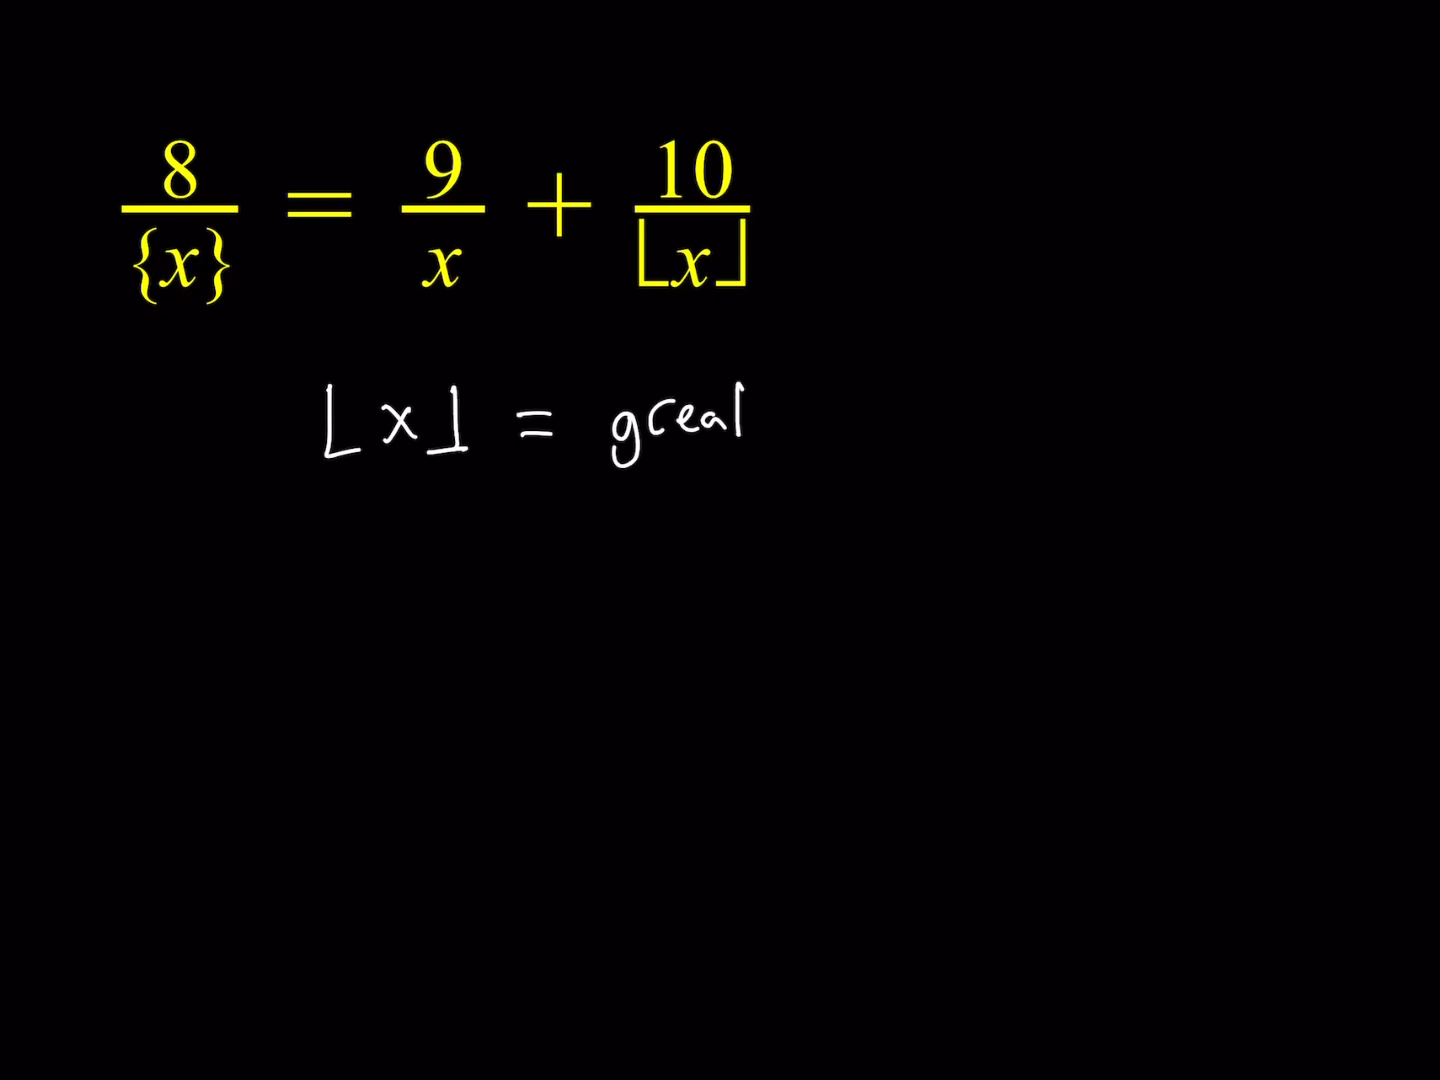 8/{x} = 9/x + 10/⌊x⌋
⌊x⌋ = greal